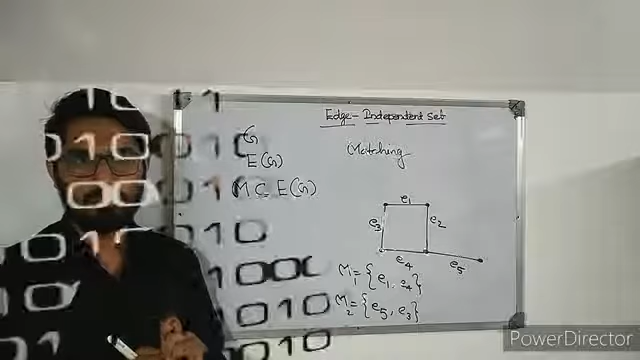 Edge-Independent Set
G
E(G)
Matching
M ⊆ E(G)
e1
e3
e2
e4
e5
M1 = {e1, e4}
M2 = {e5, e3}
PowerDirector